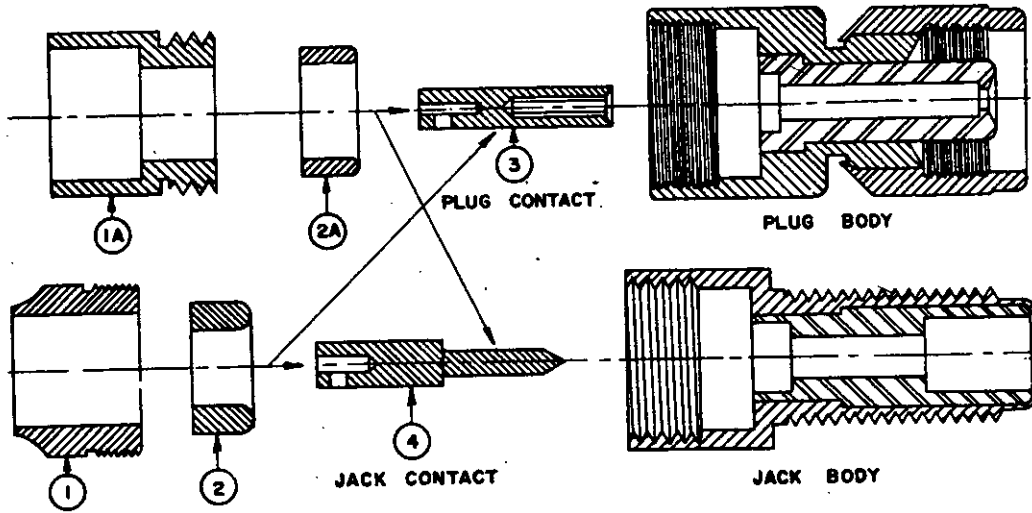 1A
2A
3
PLUG CONTACT
PLUG BODY
1
2
4
JACK CONTACT
JACK BODY